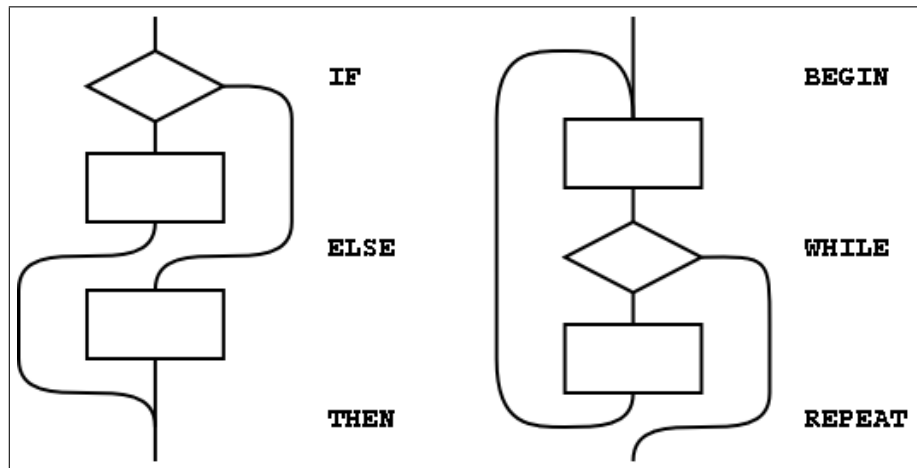 IF
ELSE
THEN
BEGIN
WHILE
REPEAT